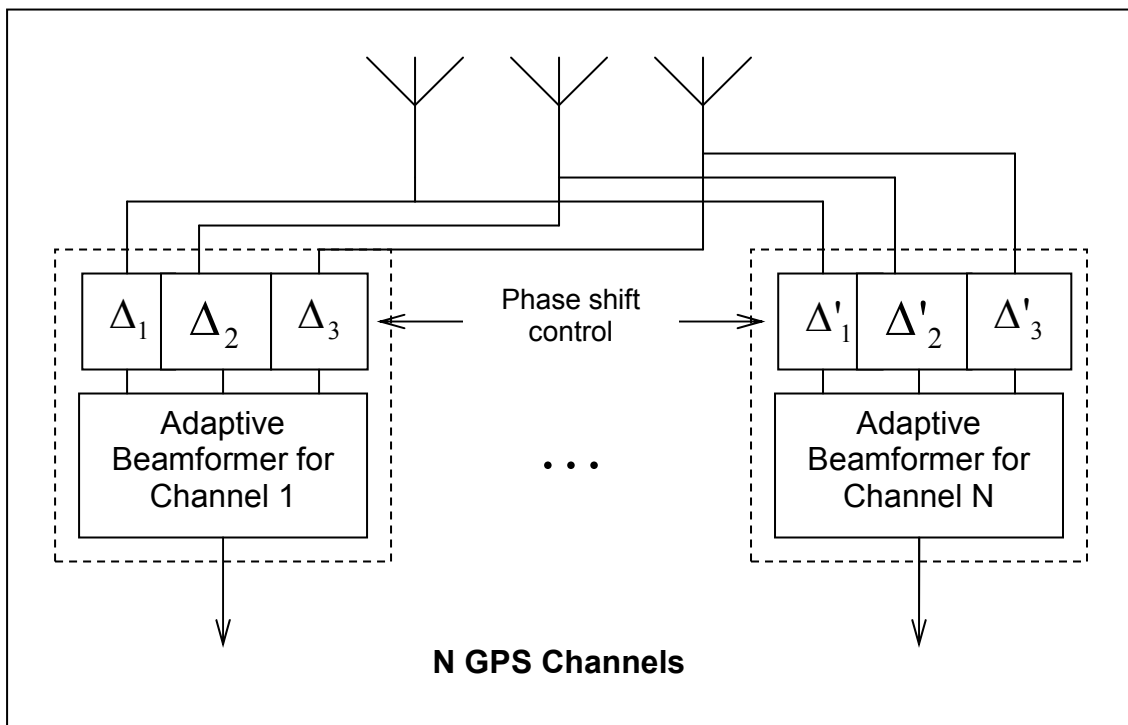 Δ₁ Δ₂ Δ₃
Phase shift
control
Δ'₁ Δ'₂ Δ'₃
Adaptive
Beamformer for
Channel 1
...
Adaptive
Beamformer for
Channel N
N GPS Channels